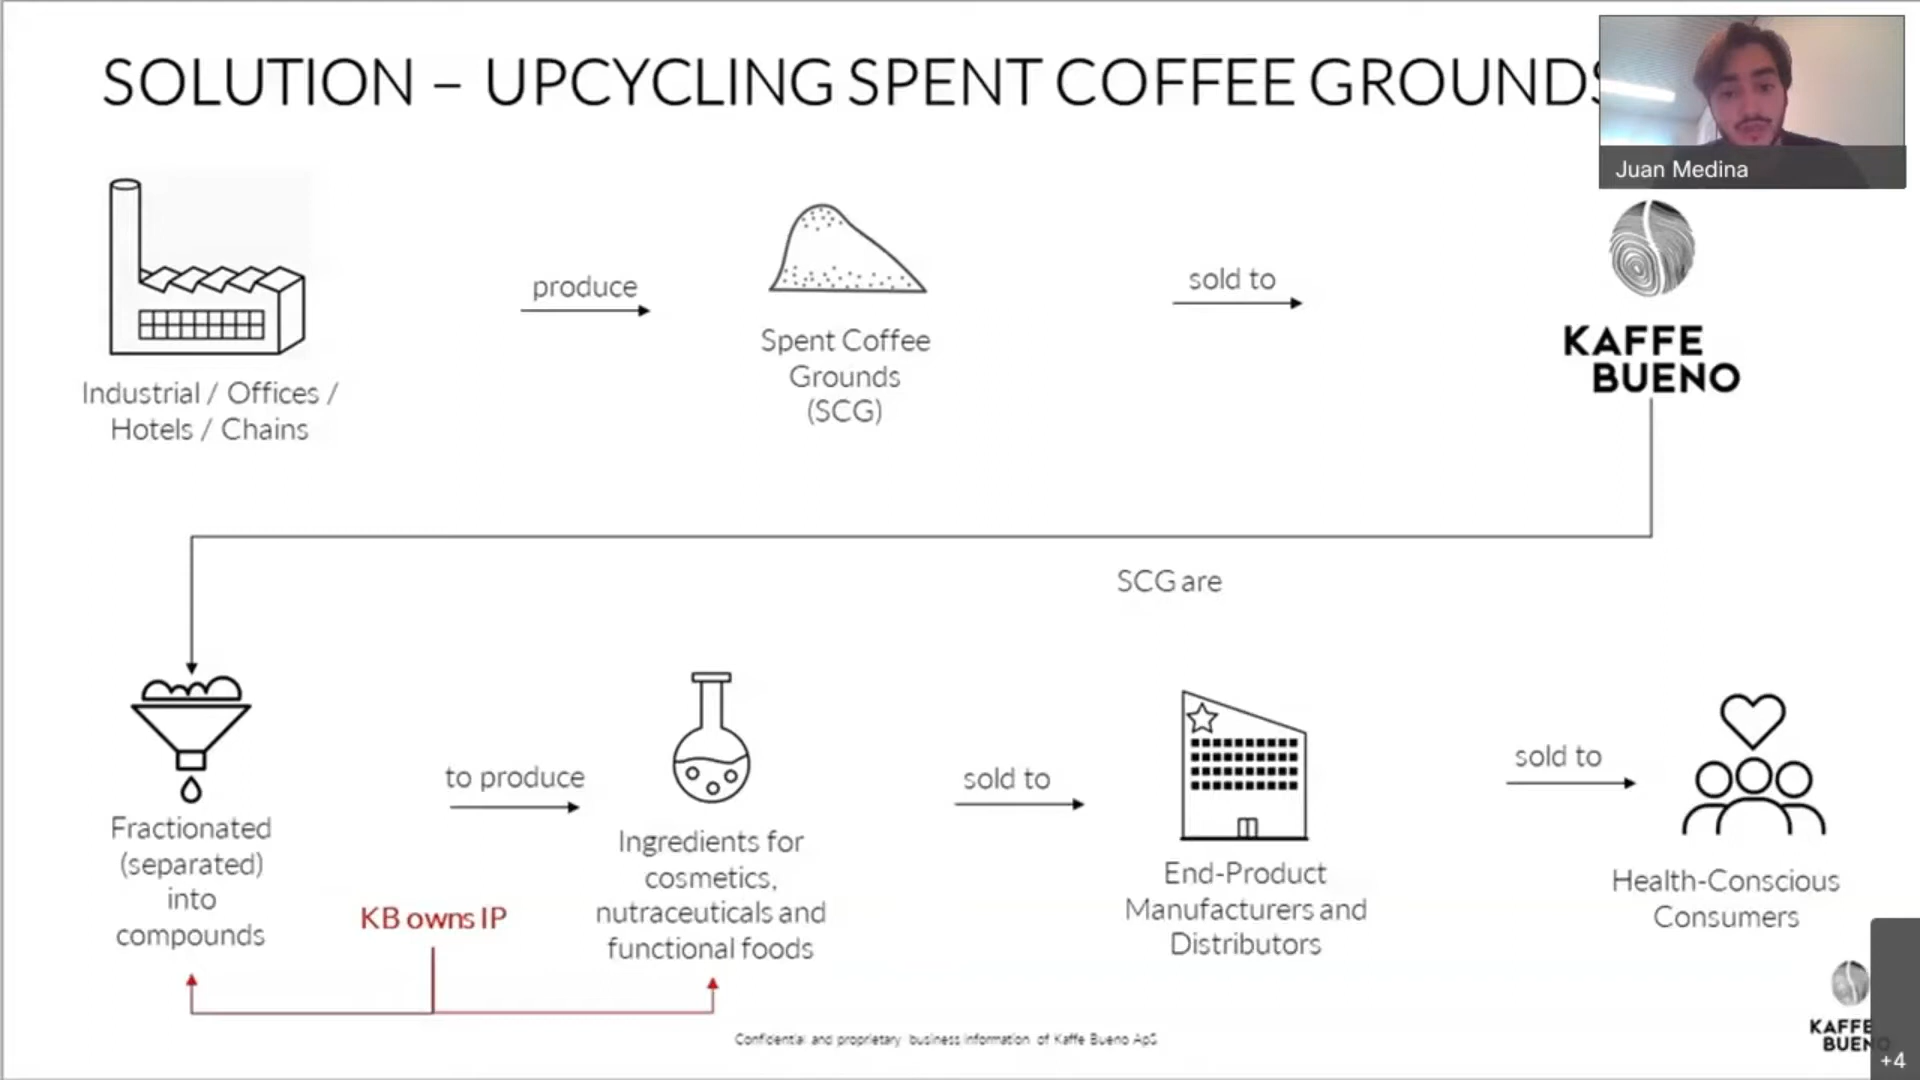 SOLUTION – UPCYCLING SPENT COFFEE GROUNDS
Juan Medina
produce
sold to
Industrial / Offices /
Hotels / Chains
Spent Coffee
Grounds
(SCG)
KAFFE
BUENO
SCG are
Fractionated
(separated)
into
compounds
to produce
Ingredients for
cosmetics,
nutraceuticals and
functional foods
sold to
End-Product
Manufacturers and
Distributors
sold to
Health-Conscious
Consumers
KB owns IP
Confidential and proprietary business information of Kaffe Bueno ApS
KAFFE
BUENO
+4